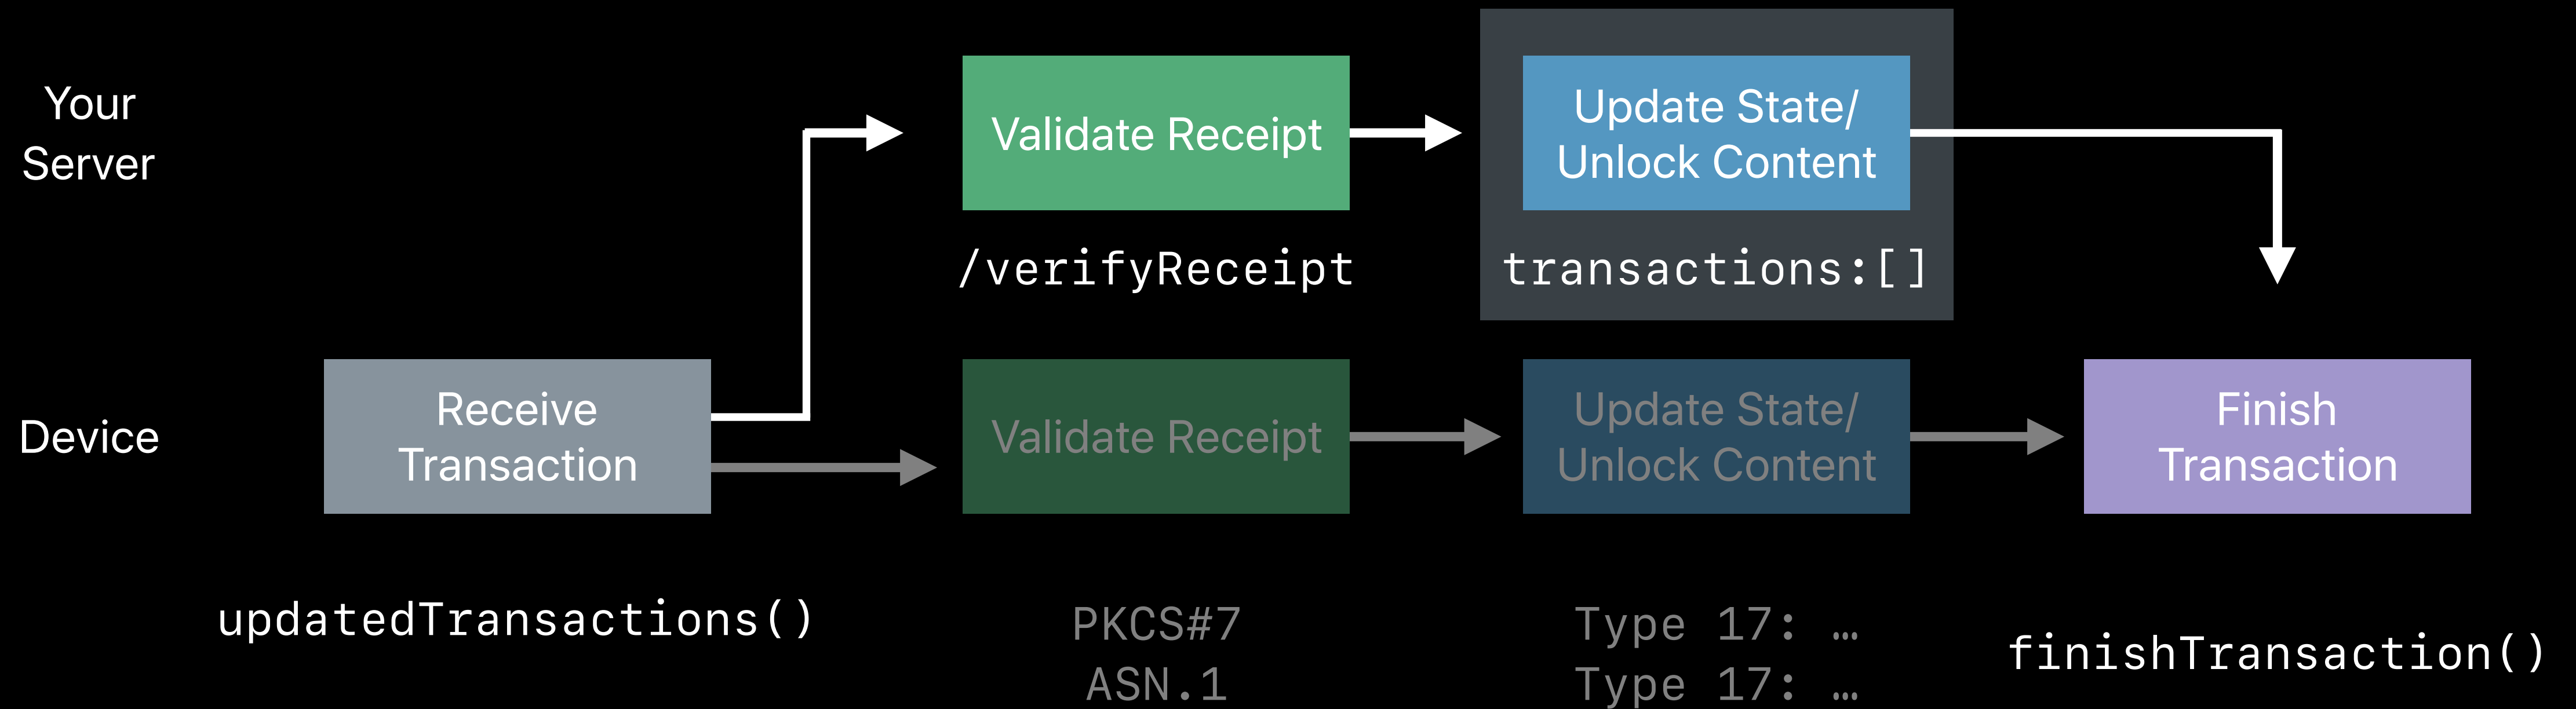 Your
Server
Validate Receipt
/verifyReceipt
Update State/
Unlock Content
transactions:[]
Device
Receive
Transaction
updatedTransactions()
Validate Receipt
PKCS#7
ASN.1
Update State/
Unlock Content
Type 17: …
Type 17: …
Finish
Transaction
finishTransaction()